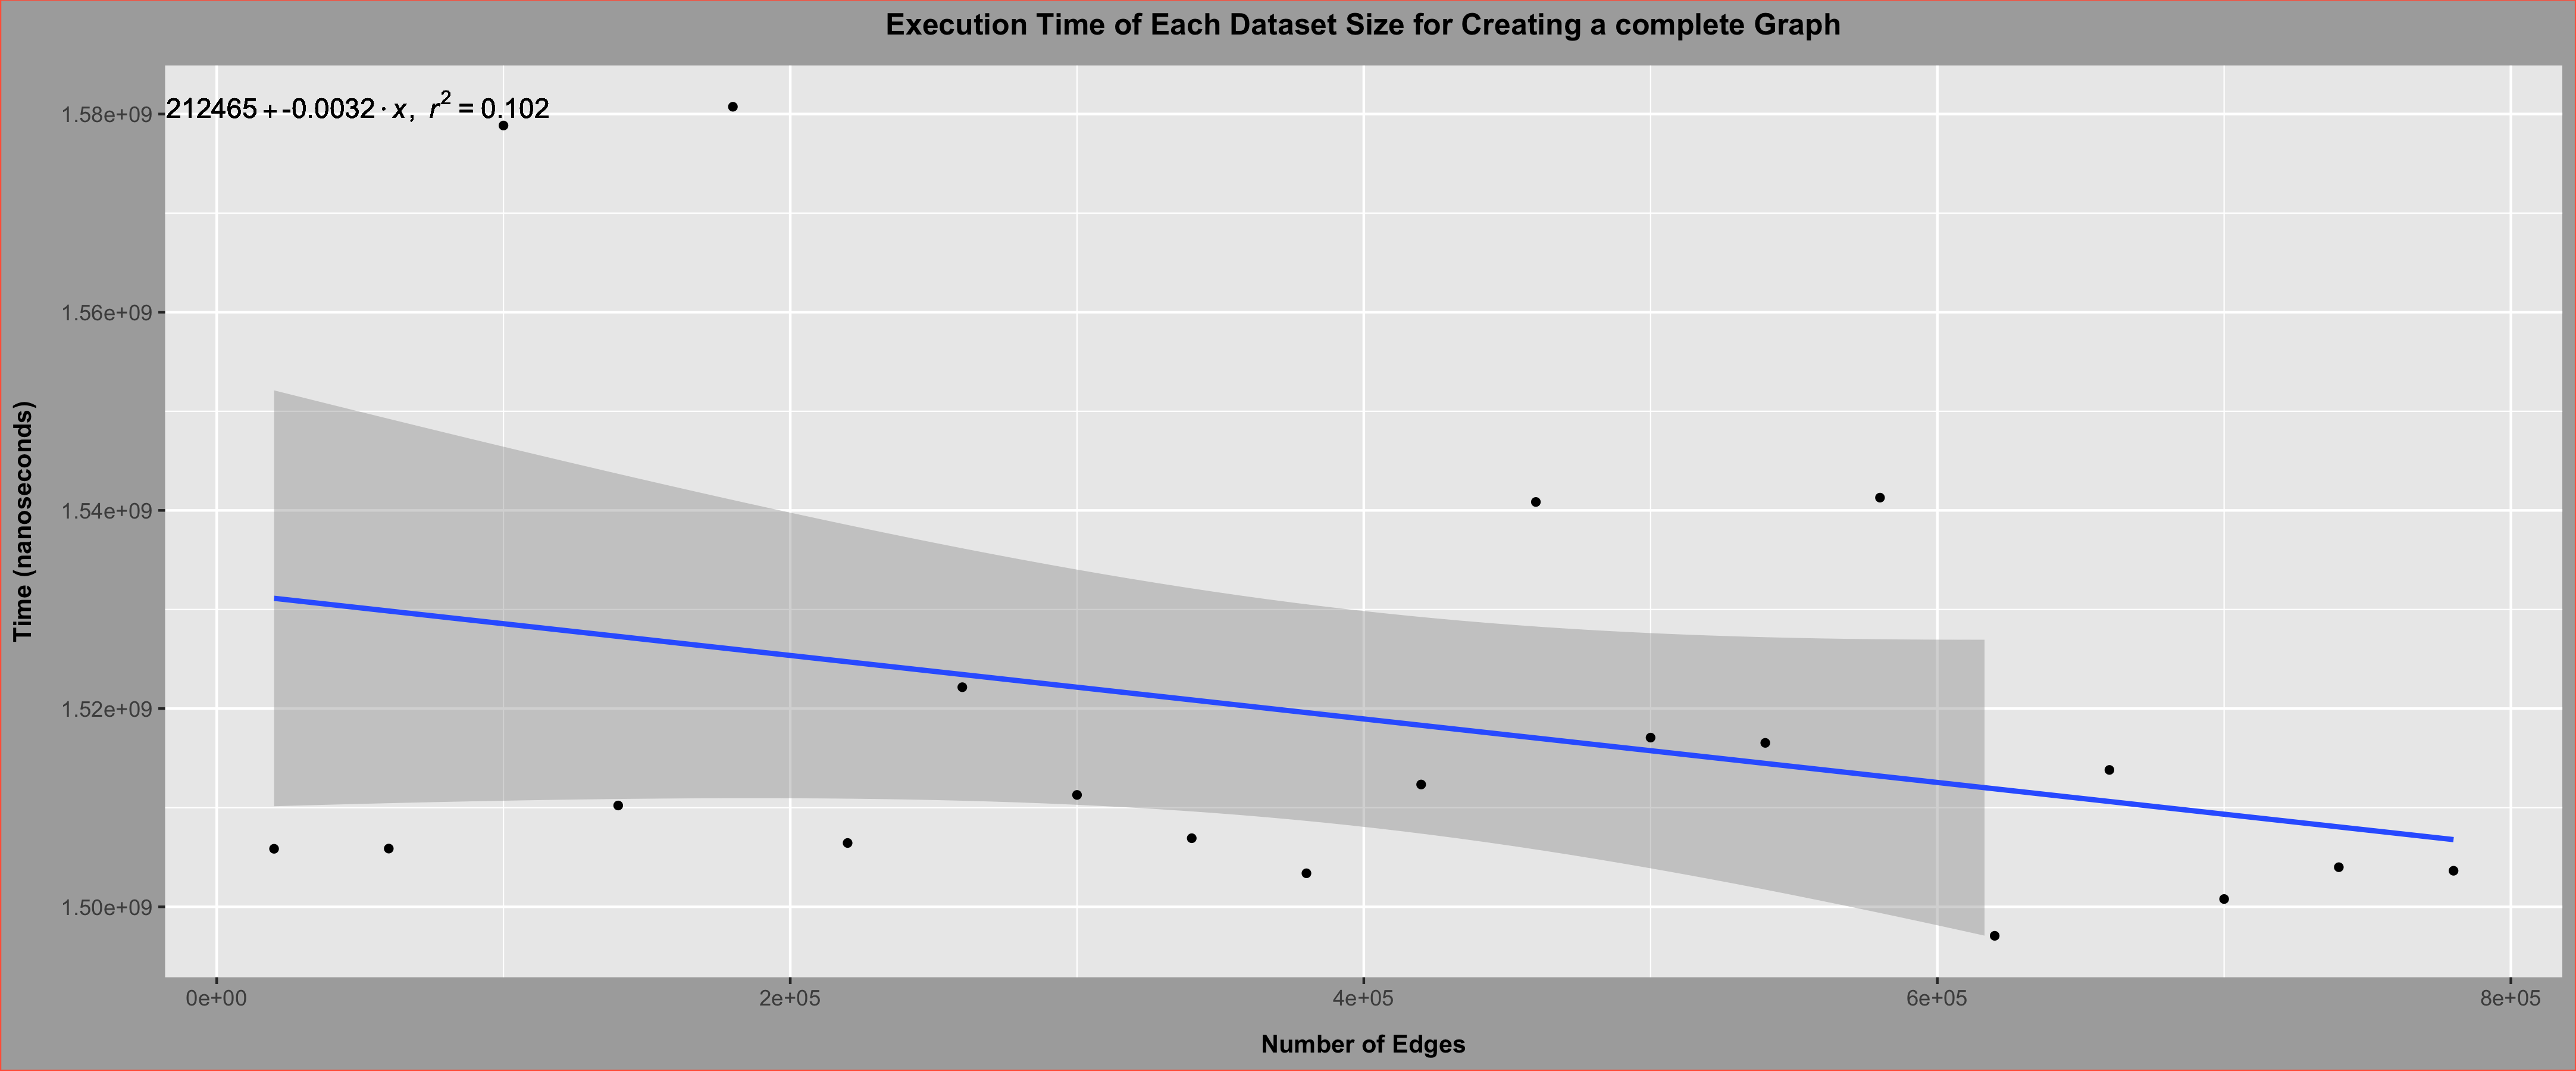 Execution Time of Each Dataset Size for Creating a complete Graph
212465 + -0.0032 · x, r² = 0.102
1.58e+09
1.56e+09
1.54e+09
1.52e+09
1.50e+09
Time (nanoseconds)
0e+00 2e+05 4e+05 6e+05 8e+05
Number of Edges